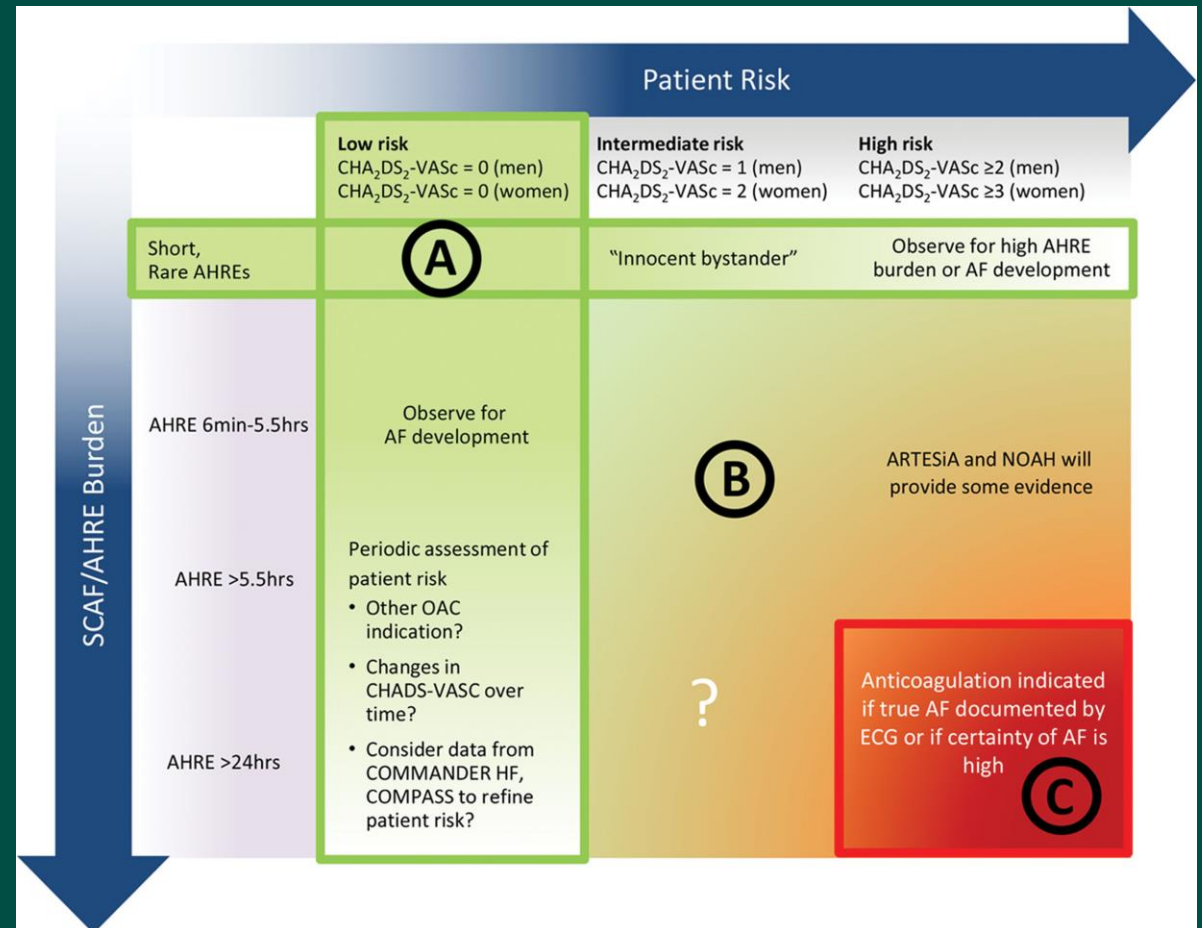 Patient Risk
SCAF/AHRE Burden
Low risk
CHA₂DS₂-VASc = 0 (men)
CHA₂DS₂-VASc = 0 (women)
Intermediate risk
CHA₂DS₂-VASc = 1 (men)
CHA₂DS₂-VASc = 2 (women)
High risk
CHA₂DS₂-VASc ≥2 (men)
CHA₂DS₂-VASc ≥3 (women)
Short,
Rare AHREs
A
"Innocent bystander"
Observe for high AHRE
burden or AF development
AHRE 6min-5.5hrs
Observe for
AF development
B
ARTESiA and NOAH will
provide some evidence
AHRE >5.5hrs
Periodic assessment of
patient risk
• Other OAC
indication?
• Changes in
CHADS-VASC over
time?
AHRE >24hrs
• Consider data from
COMMANDER HF,
COMPASS to refine
patient risk?
?
Anticoagulation indicated
if true AF documented by
ECG or if certainty of AF is
high
C